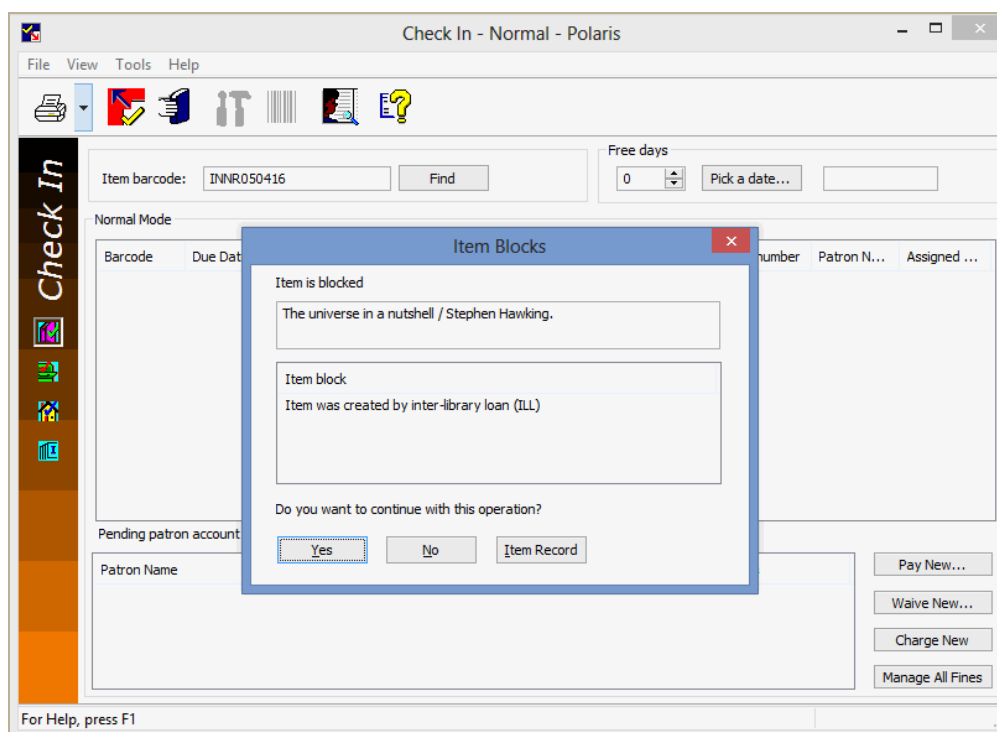 Check In - Normal - Polaris
File View Tools Help
Check In
Free days
Item barcode: INNR050416 Find 0 Pick a date...
Normal Mode
Barcode Due Dat number Patron N... Assigned ...
Item Blocks
Item is blocked
The universe in a nutshell / Stephen Hawking.
Item block
Item was created by inter-library loan (ILL)
Do you want to continue with this operation?
Yes No Item Record
Pending patron account
Patron Name
Pay New...
Waive New...
Charge New
Manage All Fines
For Help, press F1